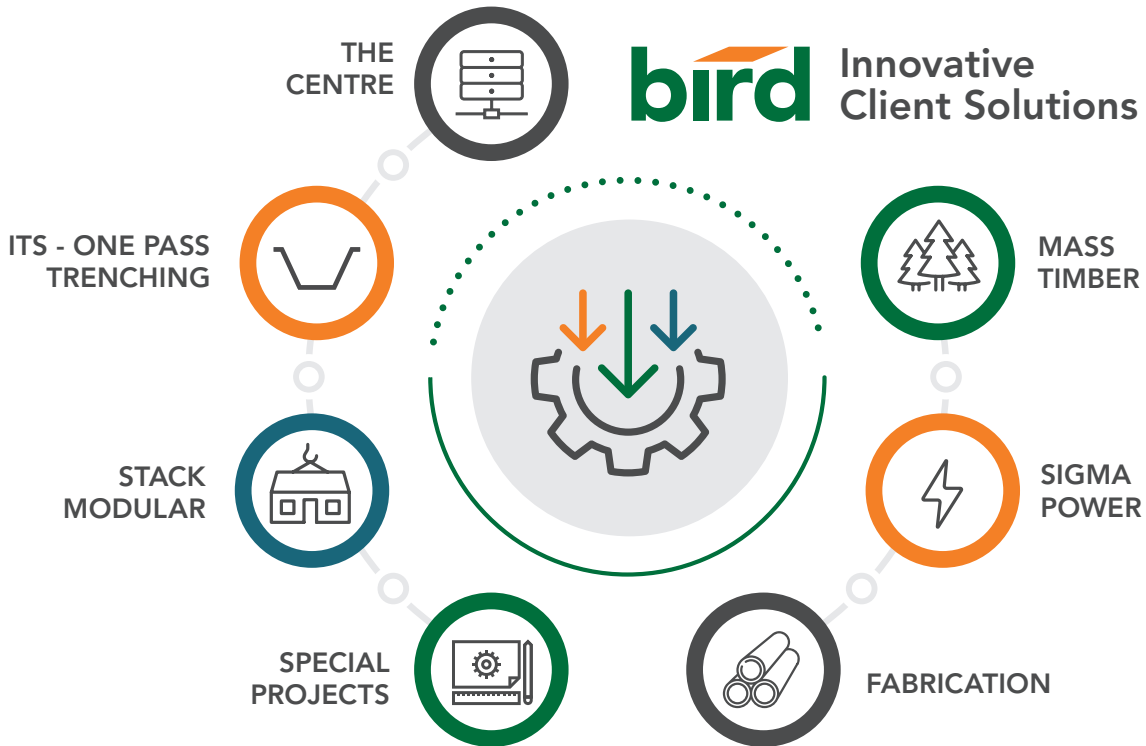 THE
CENTRE
bird
Innovative
Client Solutions
ITS - ONE PASS
TRENCHING
MASS
TIMBER
STACK
MODULAR
SIGMA
POWER
SPECIAL
PROJECTS
FABRICATION